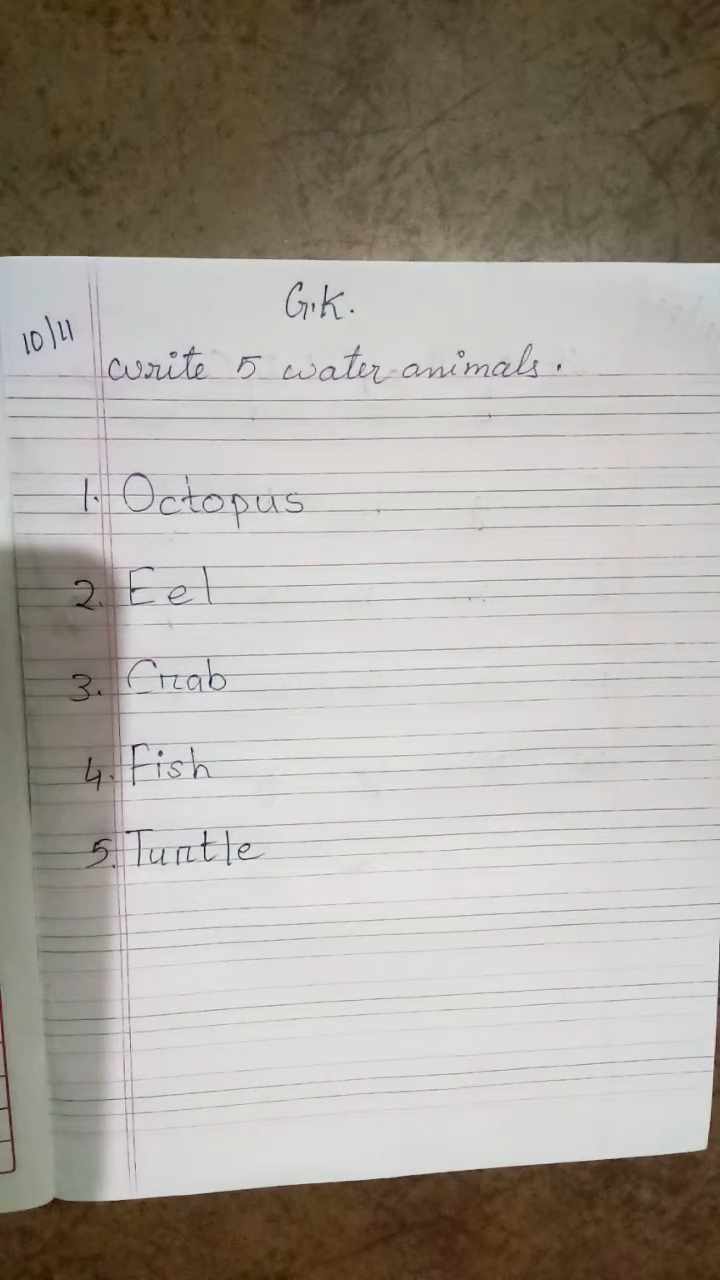 G.K.
10/11
write 5 water animals.
1. Octopus
2. Eel
3. Crab
4. Fish
5. Turtle